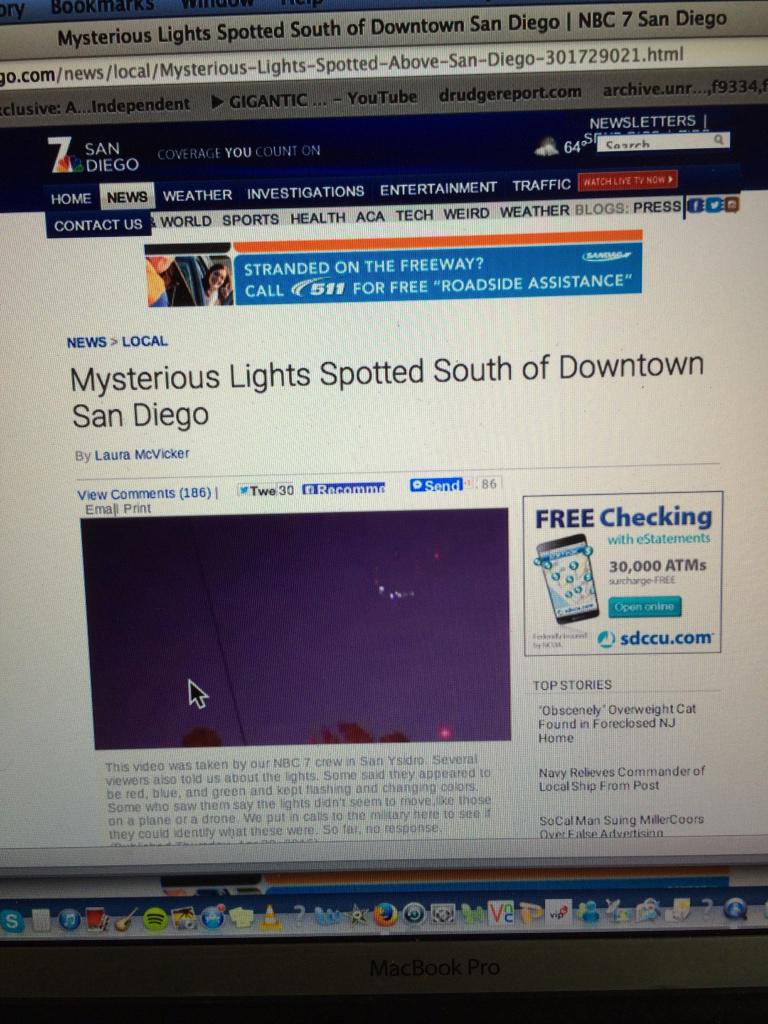 ory Bookmarks Window Help
Mysterious Lights Spotted South of Downtown San Diego | NBC 7 San Diego
go.com/news/local/Mysterious-Lights-Spotted-Above-San-Diego-301729021.html
xclusive: A...Independent ▶ GIGANTIC ... – YouTube drudgereport.com archive.unr...,f9334,f
NEWSLETTERS |
7 SAN DIEGO COVERAGE YOU COUNT ON 64° Search
HOME NEWS WEATHER INVESTIGATIONS ENTERTAINMENT TRAFFIC WATCH LIVE TV NOW
CONTACT US & WORLD SPORTS HEALTH ACA TECH WEIRD WEATHER BLOGS: PRESS
STRANDED ON THE FREEWAY? SANDAG
CALL 511 FOR FREE "ROADSIDE ASSISTANCE"
NEWS > LOCAL
Mysterious Lights Spotted South of Downtown
San Diego
By Laura McVicker
View Comments (186) | Twe 30 Recomme Send 86
Email Print
This video was taken by our NBC 7 crew in San Ysidro. Several
viewers also told us about the lights. Some said they appeared to
be red, blue, and green and kept flashing and changing colors.
Some who saw them say the lights didn't seem to move,like those
on a plane or a drone. We put in calls to the military here to see if
they could identify what these were. So far, no response.
FREE Checking
with eStatements
30,000 ATMs
surcharge-FREE
Open online
Federally Insured
by NCUA
sdccu.com
TOP STORIES
'Obscenely' Overweight Cat
Found in Foreclosed NJ
Home
Navy Relieves Commander of
Local Ship From Post
SoCal Man Suing MillerCoors
Over False Advertising
VIP
MacBook Pro